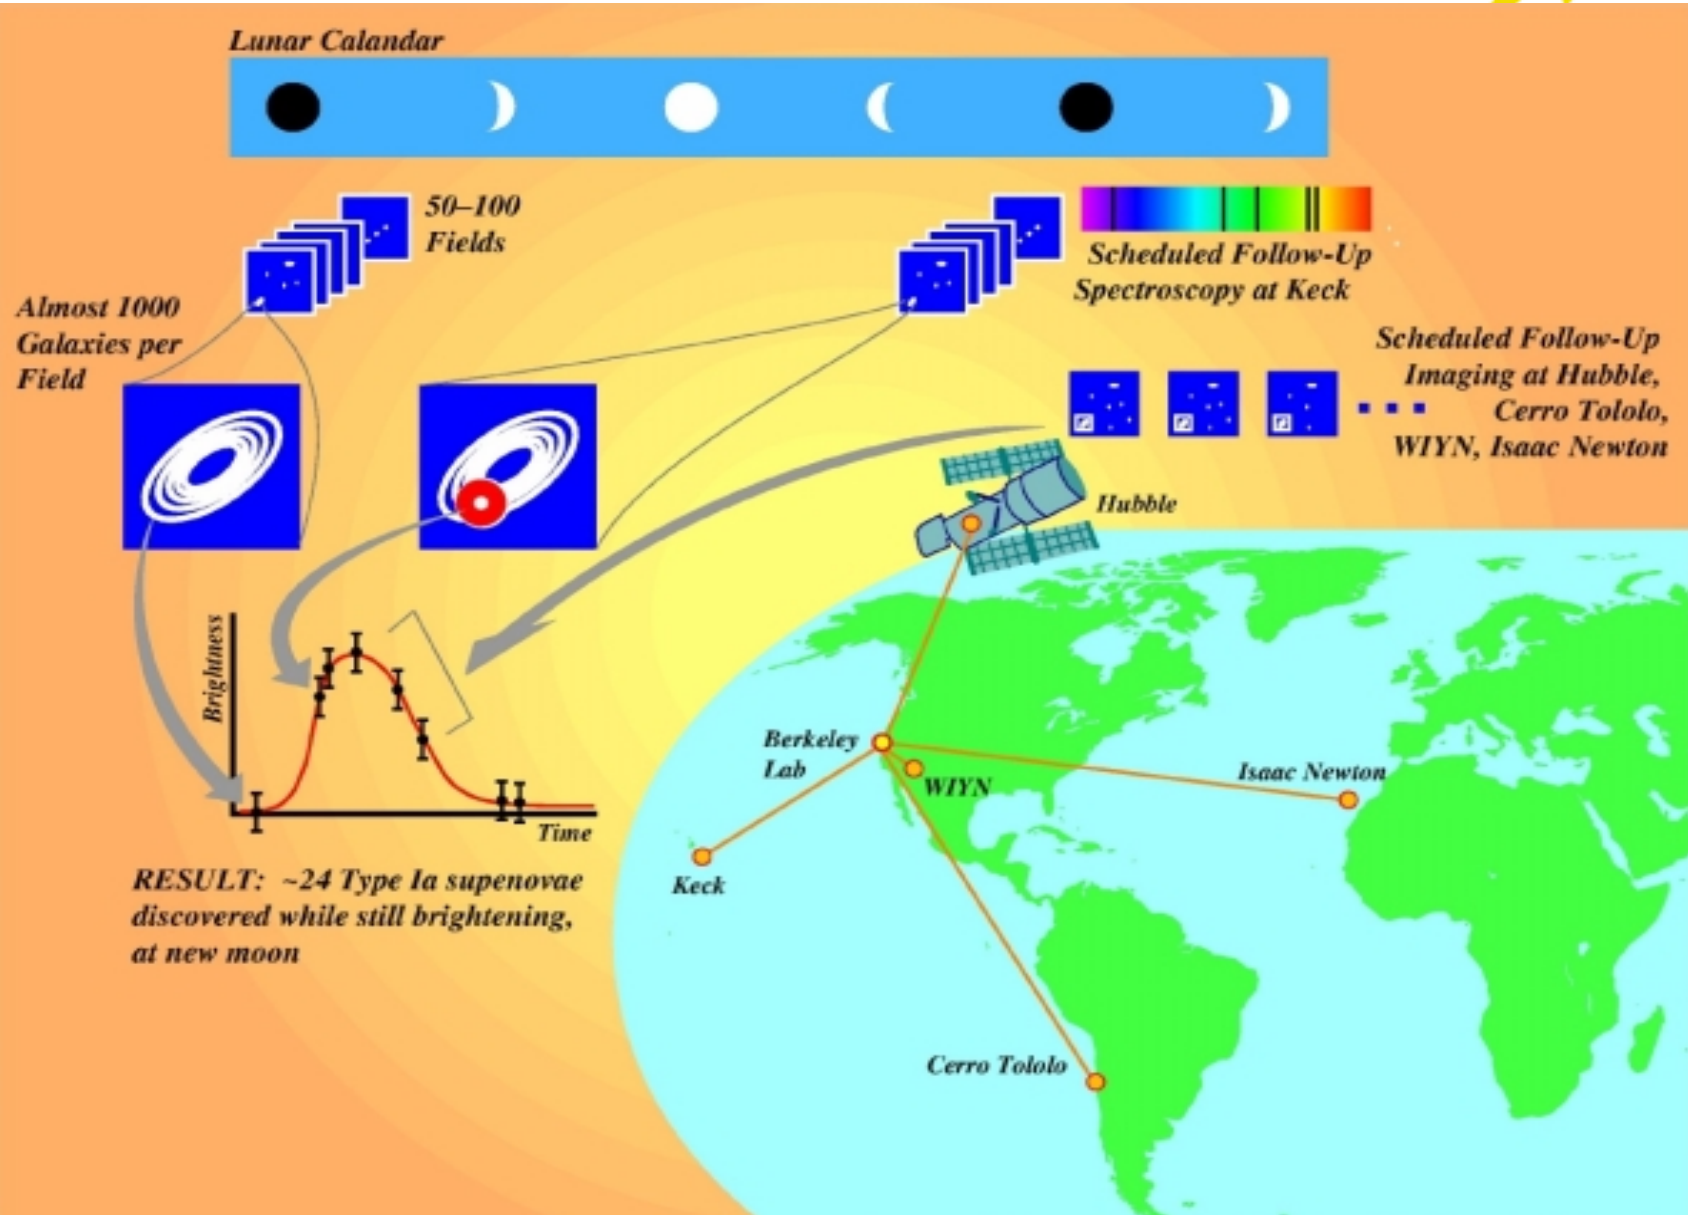 Lunar Calandar
50–100
Fields
Almost 1000
Galaxies per
Field
Scheduled Follow-Up
Spectroscopy at Keck
Scheduled Follow-Up
Imaging at Hubble,
Cerro Tololo,
WIYN, Isaac Newton
Hubble
Brightness
Time
RESULT: ~24 Type Ia supenovae
discovered while still brightening,
at new moon
Berkeley
Lab
WIYN
Isaac Newton
Keck
Cerro Tololo